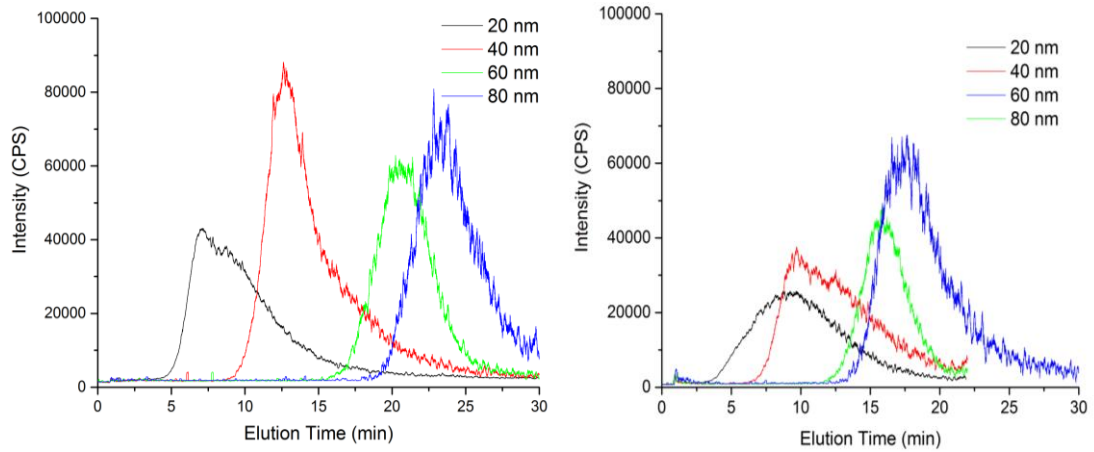 100000
80000
60000
40000
20000
0
Intensity (CPS)
20 nm
40 nm
60 nm
80 nm
0 5 10 15 20 25 30
Elution Time (min)
100000
80000
60000
40000
20000
0
Intensity (CPS)
20 nm
40 nm
60 nm
80 nm
0 5 10 15 20 25 30
Elution Time (min)